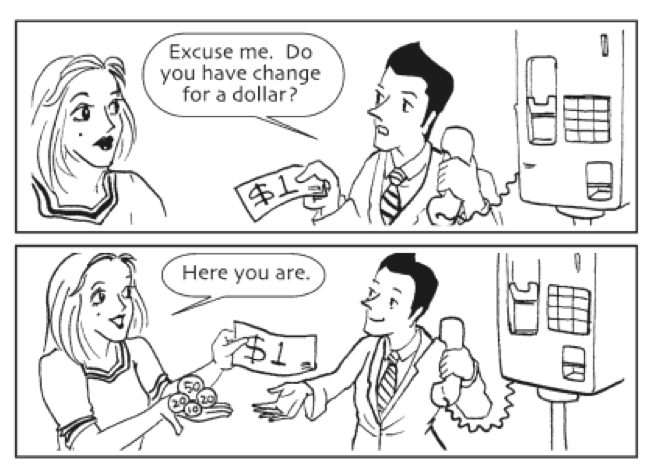 Excuse me. Do
you have change
for a dollar?
$1
Here you are.
$1
50
20 20
10